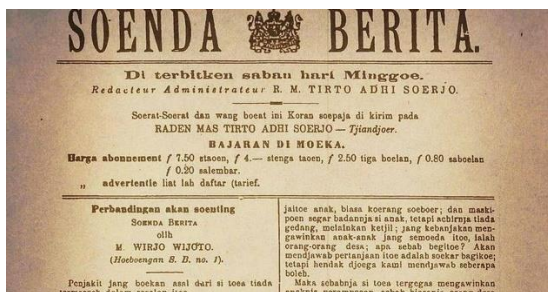 SOENDA BERITA.
Di terbitken saban hari Minggoe.
Redacteur Administrateur R. M. TIRTO ADHI SOERJO.
Soerat-Soerat dan wang boeat ini Koran soepaja di kirim pada
RADEN MAS TIRTO ADHI SOERJO — Tjiandjoer.
BAJARAN DI MOEKA.
Harga abonnement ƒ 7.50 staoen, ƒ 4.— stenga taoen, ƒ 2.50 tiga boelan, ƒ 0.80 saboelan
ƒ 0.20 salembar.
„ advertentie liat lah daftar (tarief.
Perbandingan akan soenting
SOENDA BERITA
olih
M. WIRJO WIJOTO.
(Hoeboengan S. B. no. 1).
Penjakit jang boekan asal dari si toea tiada
jaitoe anak, biasa koerang soeboer; dan maski-
poen segar badannja si anak, tetapi achirnja tiada
gedang, melainken ketjil; jang kebanjakan men-
gawinkan anak-anak jang semoeda itoe, ialah
orang-orang desa; apa sebab begitoe? Akan
mendjawab pertanjaan itoe adalah soekar bagikoe;
tetapi bendak djoega kami mendjawab seberapa
boleh.
Maka sebabnja si toea tergegas mengawinkan